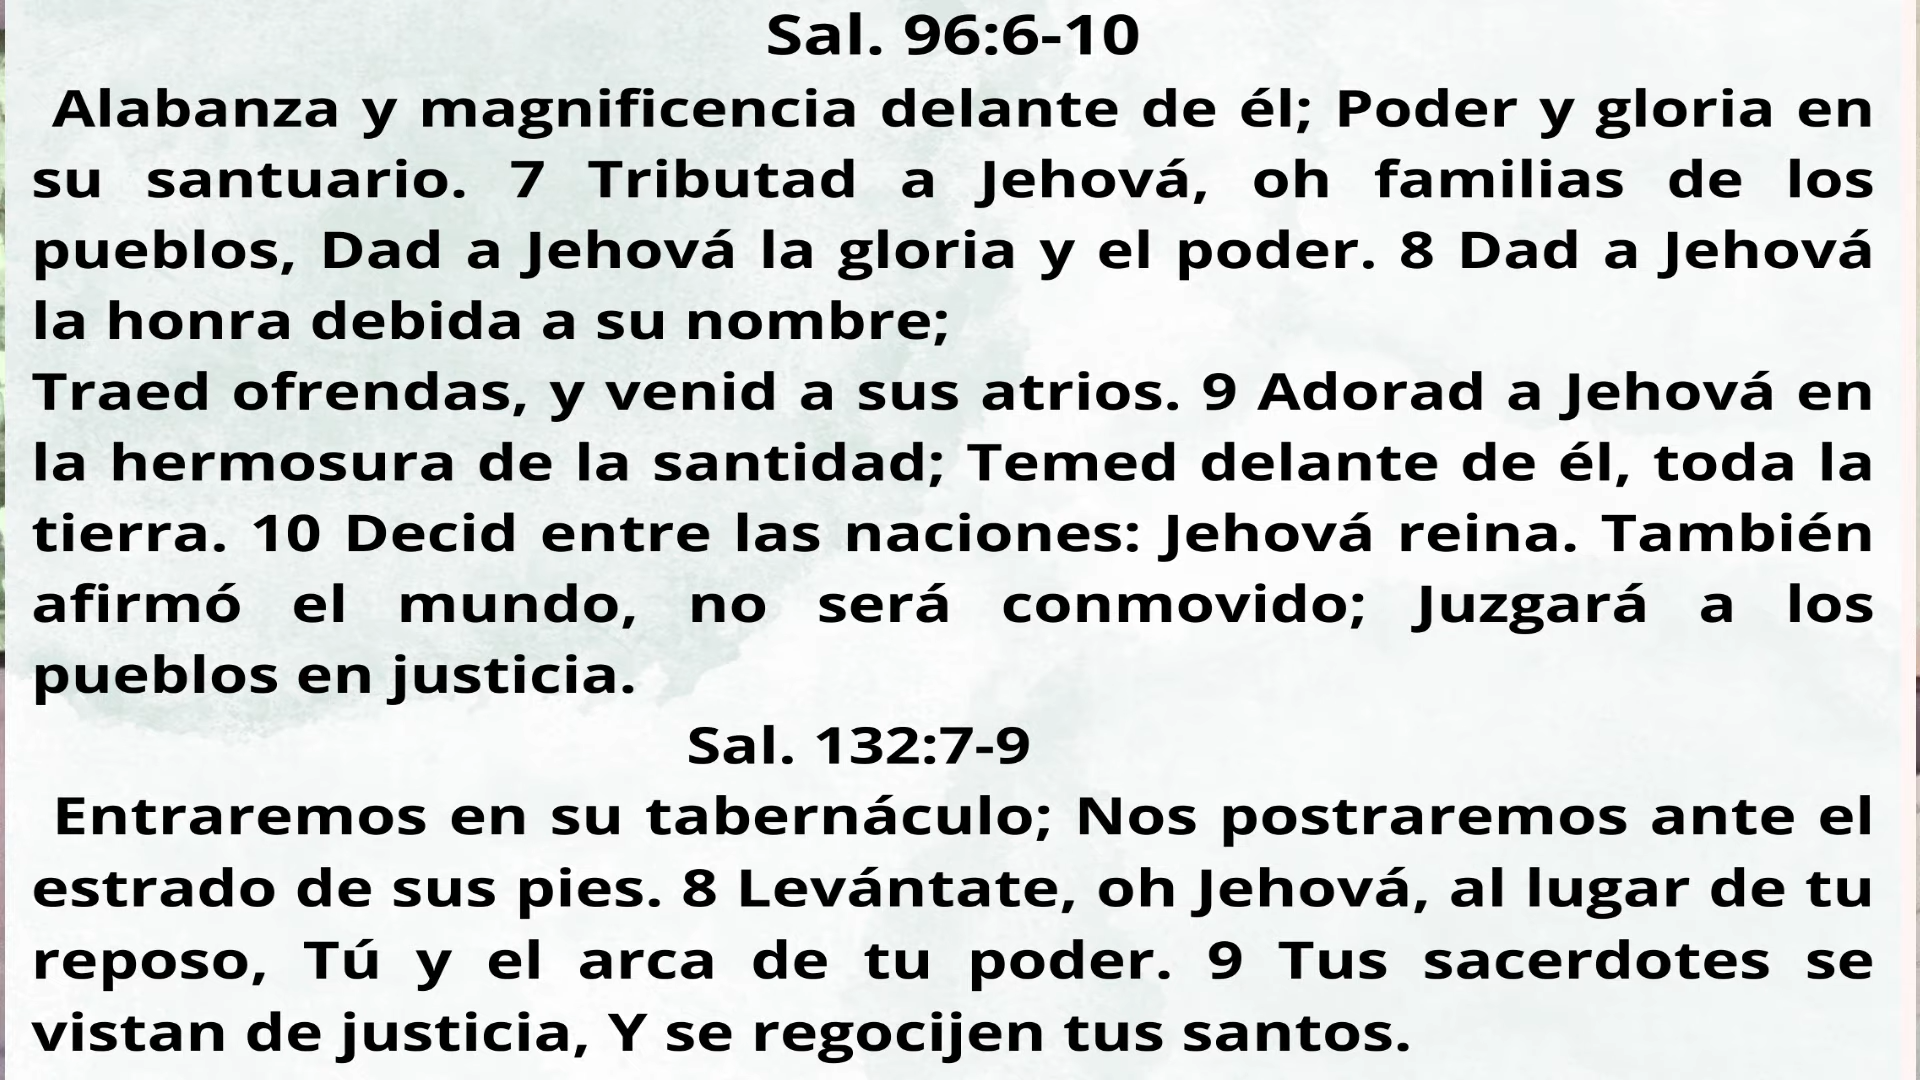 Sal. 96:6-10
Alabanza y magnificencia delante de él; Poder y gloria en
su santuario. 7 Tributad a Jehová, oh familias de los
pueblos, Dad a Jehová la gloria y el poder. 8 Dad a Jehová
la honra debida a su nombre;
Traed ofrendas, y venid a sus atrios. 9 Adorad a Jehová en
la hermosura de la santidad; Temed delante de él, toda la
tierra. 10 Decid entre las naciones: Jehová reina. También
afirmó el mundo, no será conmovido; Juzgará a los
pueblos en justicia.
Sal. 132:7-9
Entraremos en su tabernáculo; Nos postraremos ante el
estrado de sus pies. 8 Levántate, oh Jehová, al lugar de tu
reposo, Tú y el arca de tu poder. 9 Tus sacerdotes se
vistan de justicia, Y se regocijen tus santos.